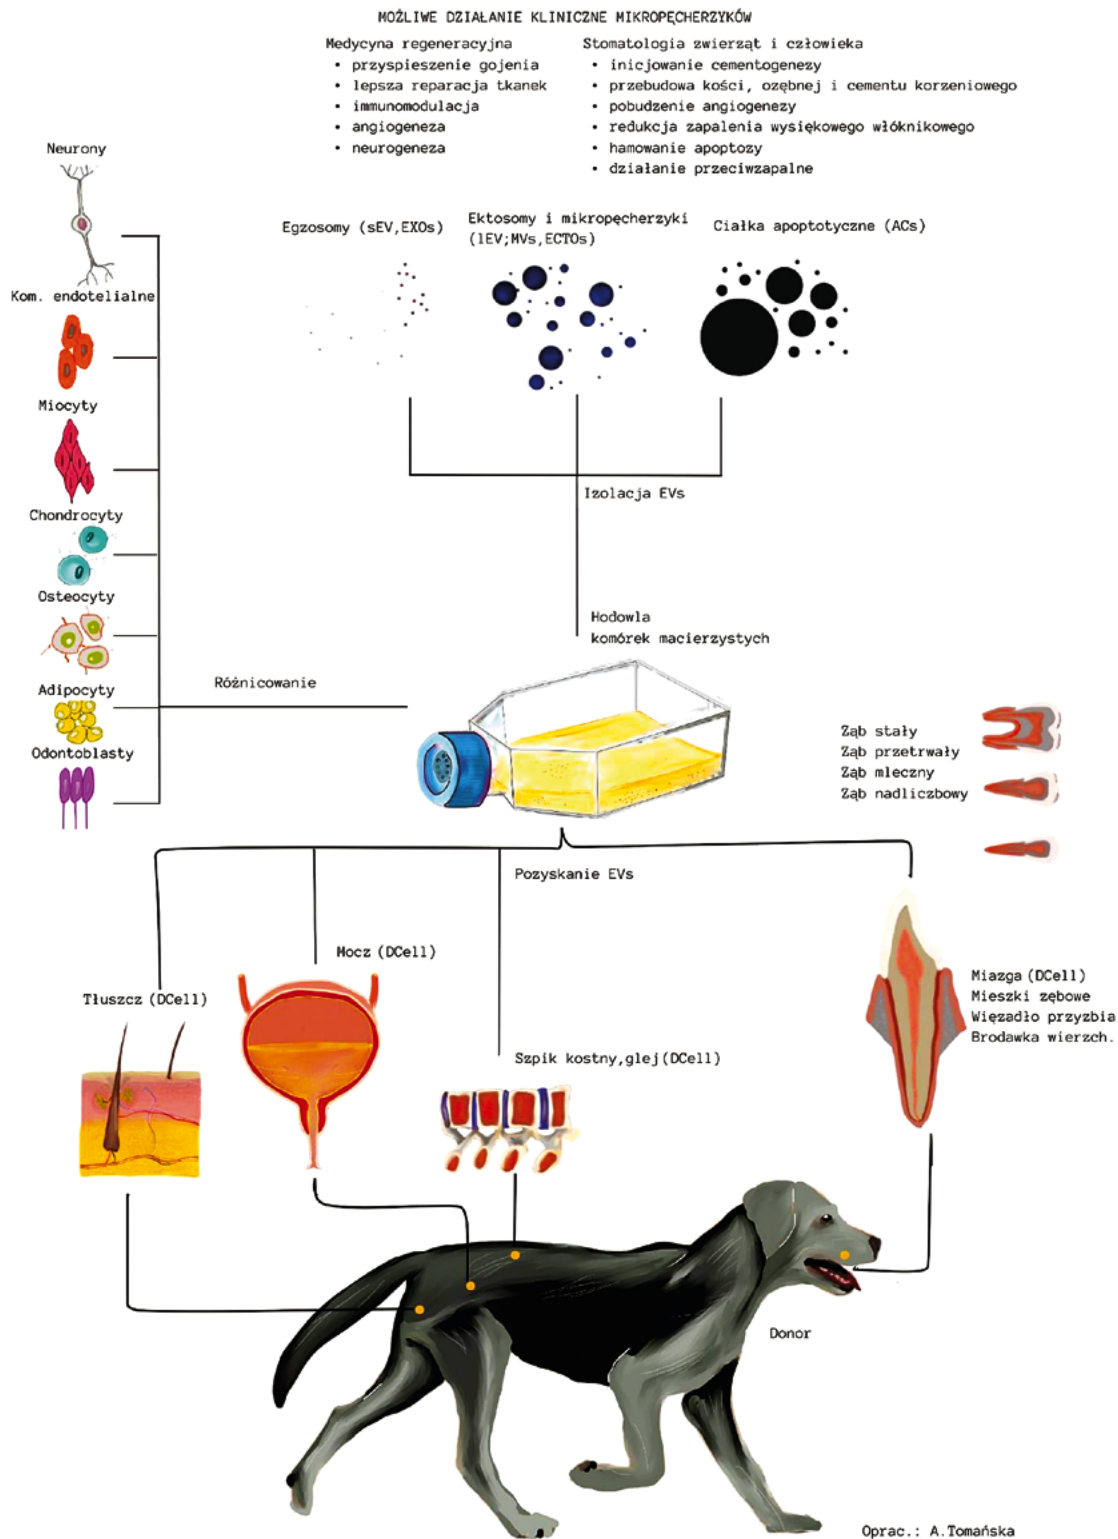 MOŻLIWE DZIAŁANIE KLINICZNE MIKROPĘCHERZYKÓW
Medycyna regeneracyjna
• przyspieszenie gojenia
• lepsza reparacja tkanek
• immunomodulacja
• angiogeneza
• neurogeneza
Stomatologia zwierząt i człowieka
• inicjowanie cementogenezy
• przebudowa kości, ozębnej i cementu korzeniowego
• pobudzenie angiogenezy
• redukcja zapalenia wysiękowego włóknikowego
• hamowanie apoptozy
• działanie przeciwzapalne
Neurony
Kom. endotelialne
Miocyty
Chondrocyty
Osteocyty
Adipocyty
Odontoblasty
Egzosomy (sEV,EXOs)
Ektosomy i mikropęcherzyki
(lEV;MVs,ECTOs)
Ciałka apoptotyczne (ACs)
Izolacja EVs
Hodowla
komórek macierzystych
Różnicowanie
Ząb stały
Ząb przetrwały
Ząb mleczny
Ząb nadliczbowy
Pozyskanie EVs
Tłuszcz (DCell)
Mocz (DCell)
Szpik kostny,glej(DCell)
Miazga (DCell)
Mieszki zębowe
Więzadło przyzbia
Brodawka wierzch.
Donor
Oprac.: A.Tomańska